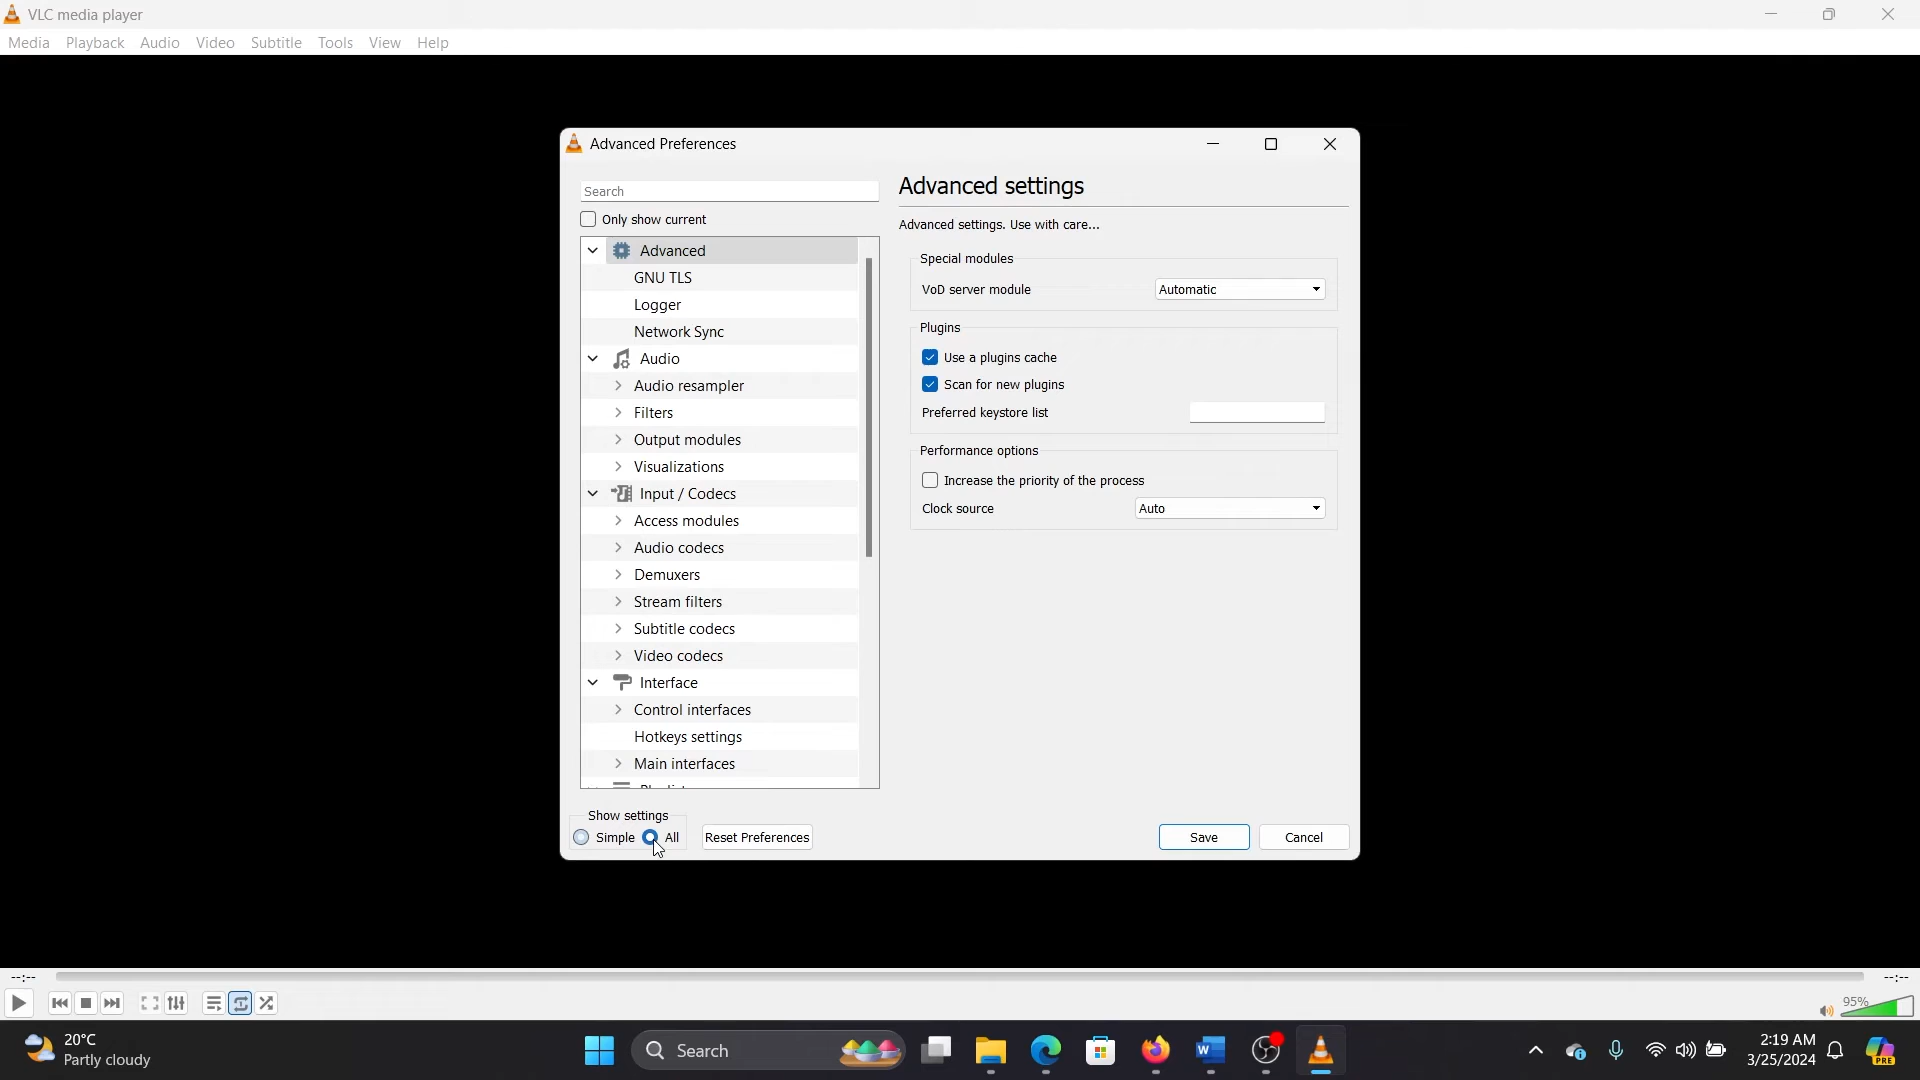 VLC media player
Media Playback Audio Video Subtitle Tools View Help
Advanced Preferences
Search
Only show current
Advanced
GNU TLS
Logger
Network Sync
Audio
Audio resampler
Filters
Output modules
Visualizations
Input / Codecs
Access modules
Audio codecs
Demuxers
Stream filters
Subtitle codecs
Video codecs
Interface
Control interfaces
Hotkeys settings
Main interfaces
Advanced settings
Advanced settings. Use with care...
Special modules
VoD server module Automatic
Plugins
Use a plugins cache
Scan for new plugins
Preferred keystore list
Performance options
Increase the priority of the process
Clock source Auto
Show settings
Simple All Reset Preferences Save Cancel
--:-- --:--
95%
20°C
Partly cloudy
Search
2:19 AM
3/25/2024
PRE